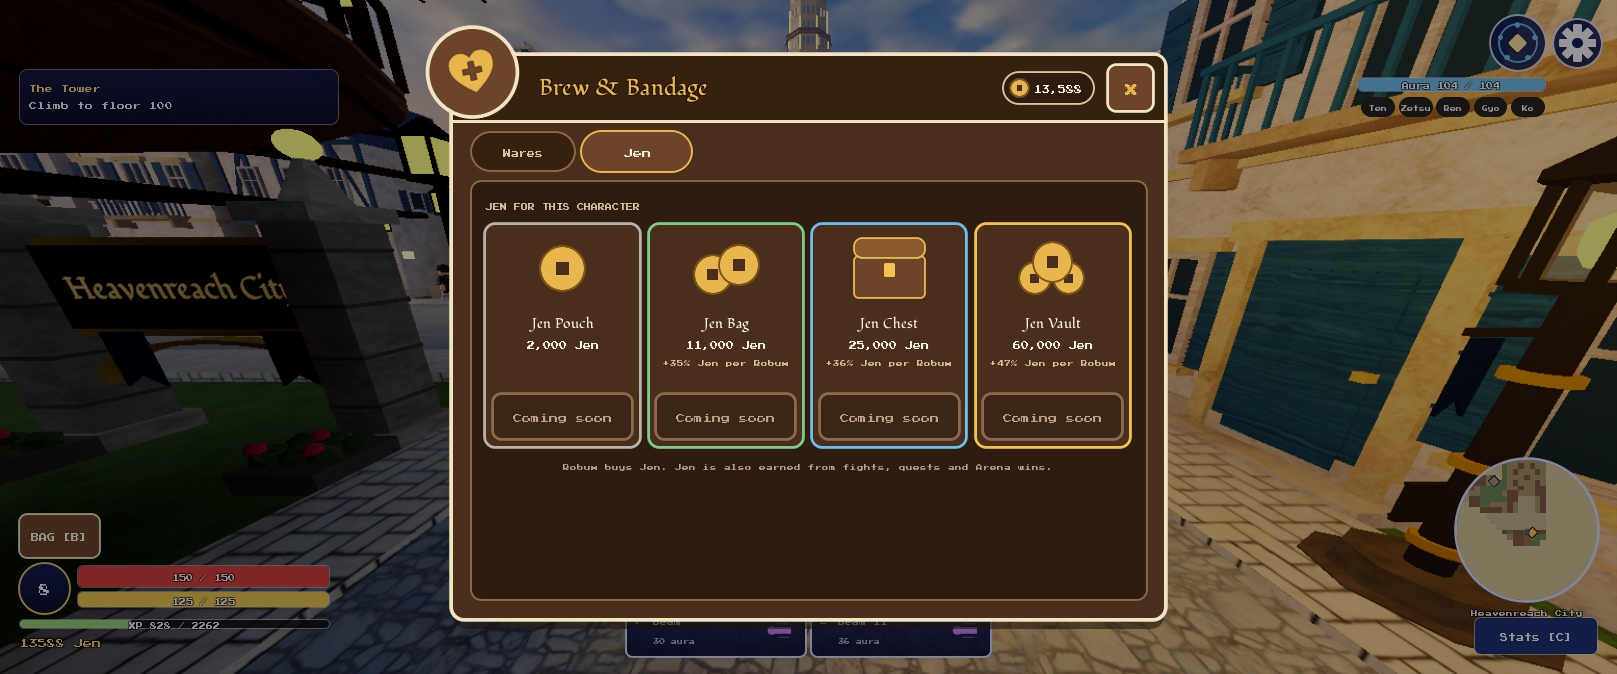 Brew & Bandage
13,588
X
The Tower
Climb to floor 100
Aura 104 / 104
Ten
Zetsu
Ren
Gyo
Ko
Wares
Jen
JEN FOR THIS CHARACTER
Jen Pouch
2,000 Jen
Coming soon
Jen Bag
11,000 Jen
+35% Jen per Robux
Coming soon
Jen Chest
25,000 Jen
+36% Jen per Robux
Coming soon
Jen Vault
60,000 Jen
+47% Jen per Robux
Coming soon
Robux buys Jen. Jen is also earned from fights, quests and Arena wins.
Heavenreach City
BAG [B]
150 / 150
125 / 125
XP 828 / 2262
13588 Jen
30 aura
36 aura
Heavenreach City
Stats [C]